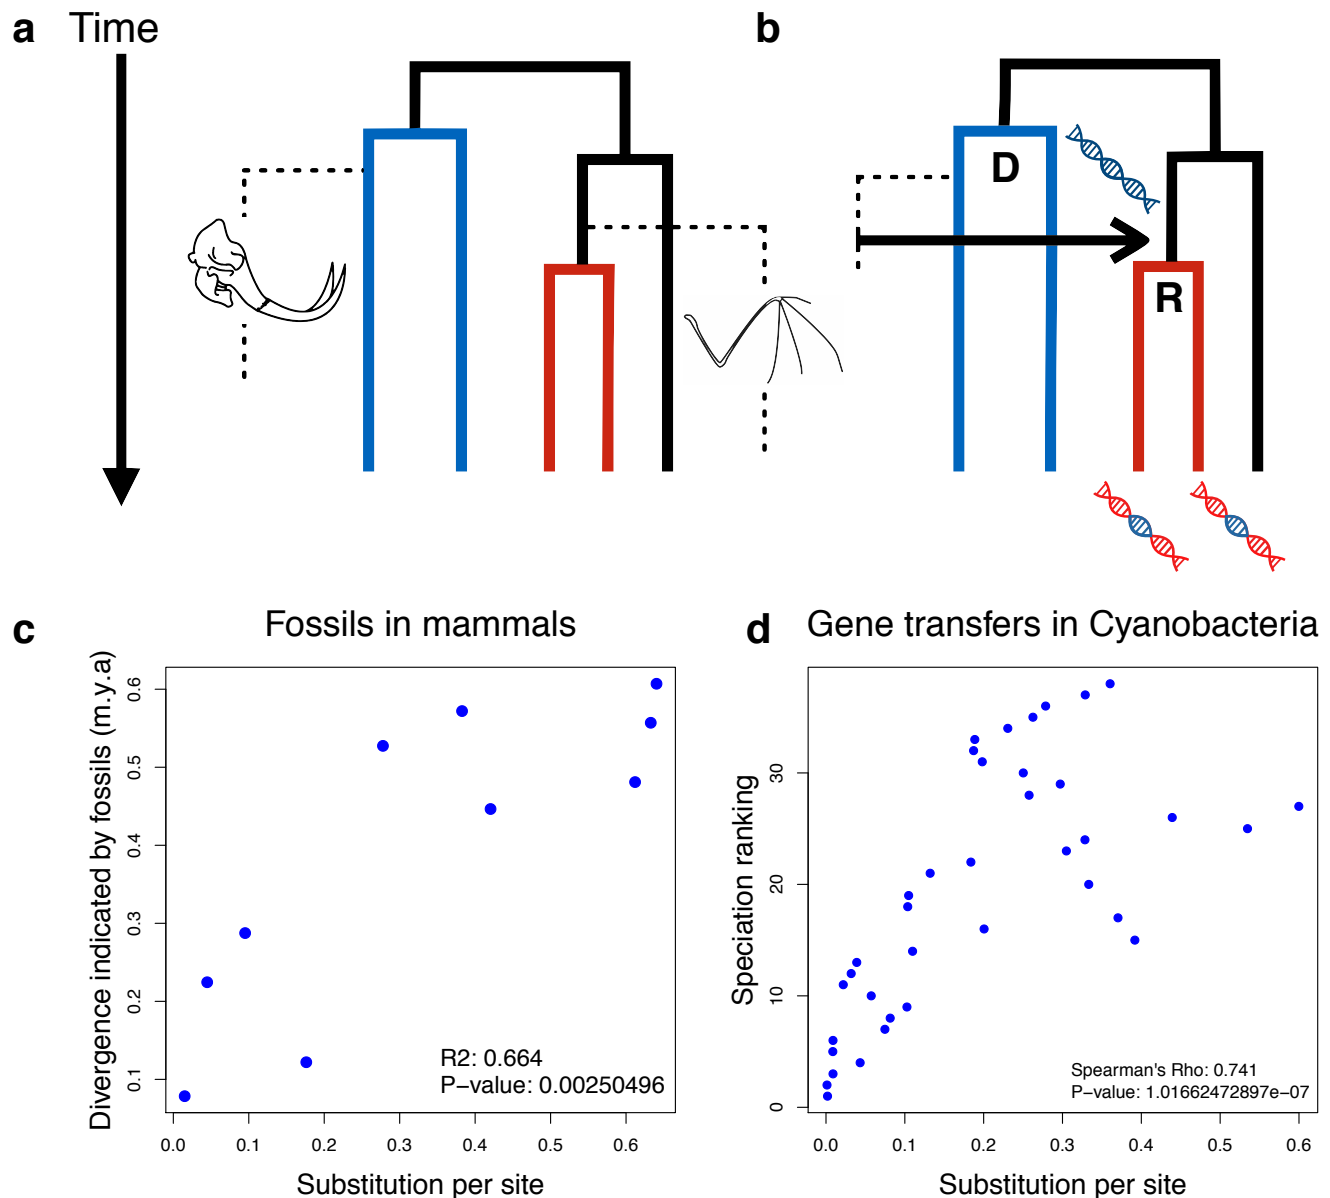 a Time
b
D
R
c Fossils in mammals
Divergence indicated by fossils (m.y.a)
0.6
0.5
0.4
0.3
0.2
0.1
R2: 0.664
P−value: 0.00250496
0.0 0.1 0.2 0.3 0.4 0.5 0.6
Substitution per site
d Gene transfers in Cyanobacteria
Speciation ranking
30
20
10
0
Spearman's Rho: 0.741
P−value: 1.01662472897e−07
0.0 0.1 0.2 0.3 0.4 0.5 0.6
Substitution per site